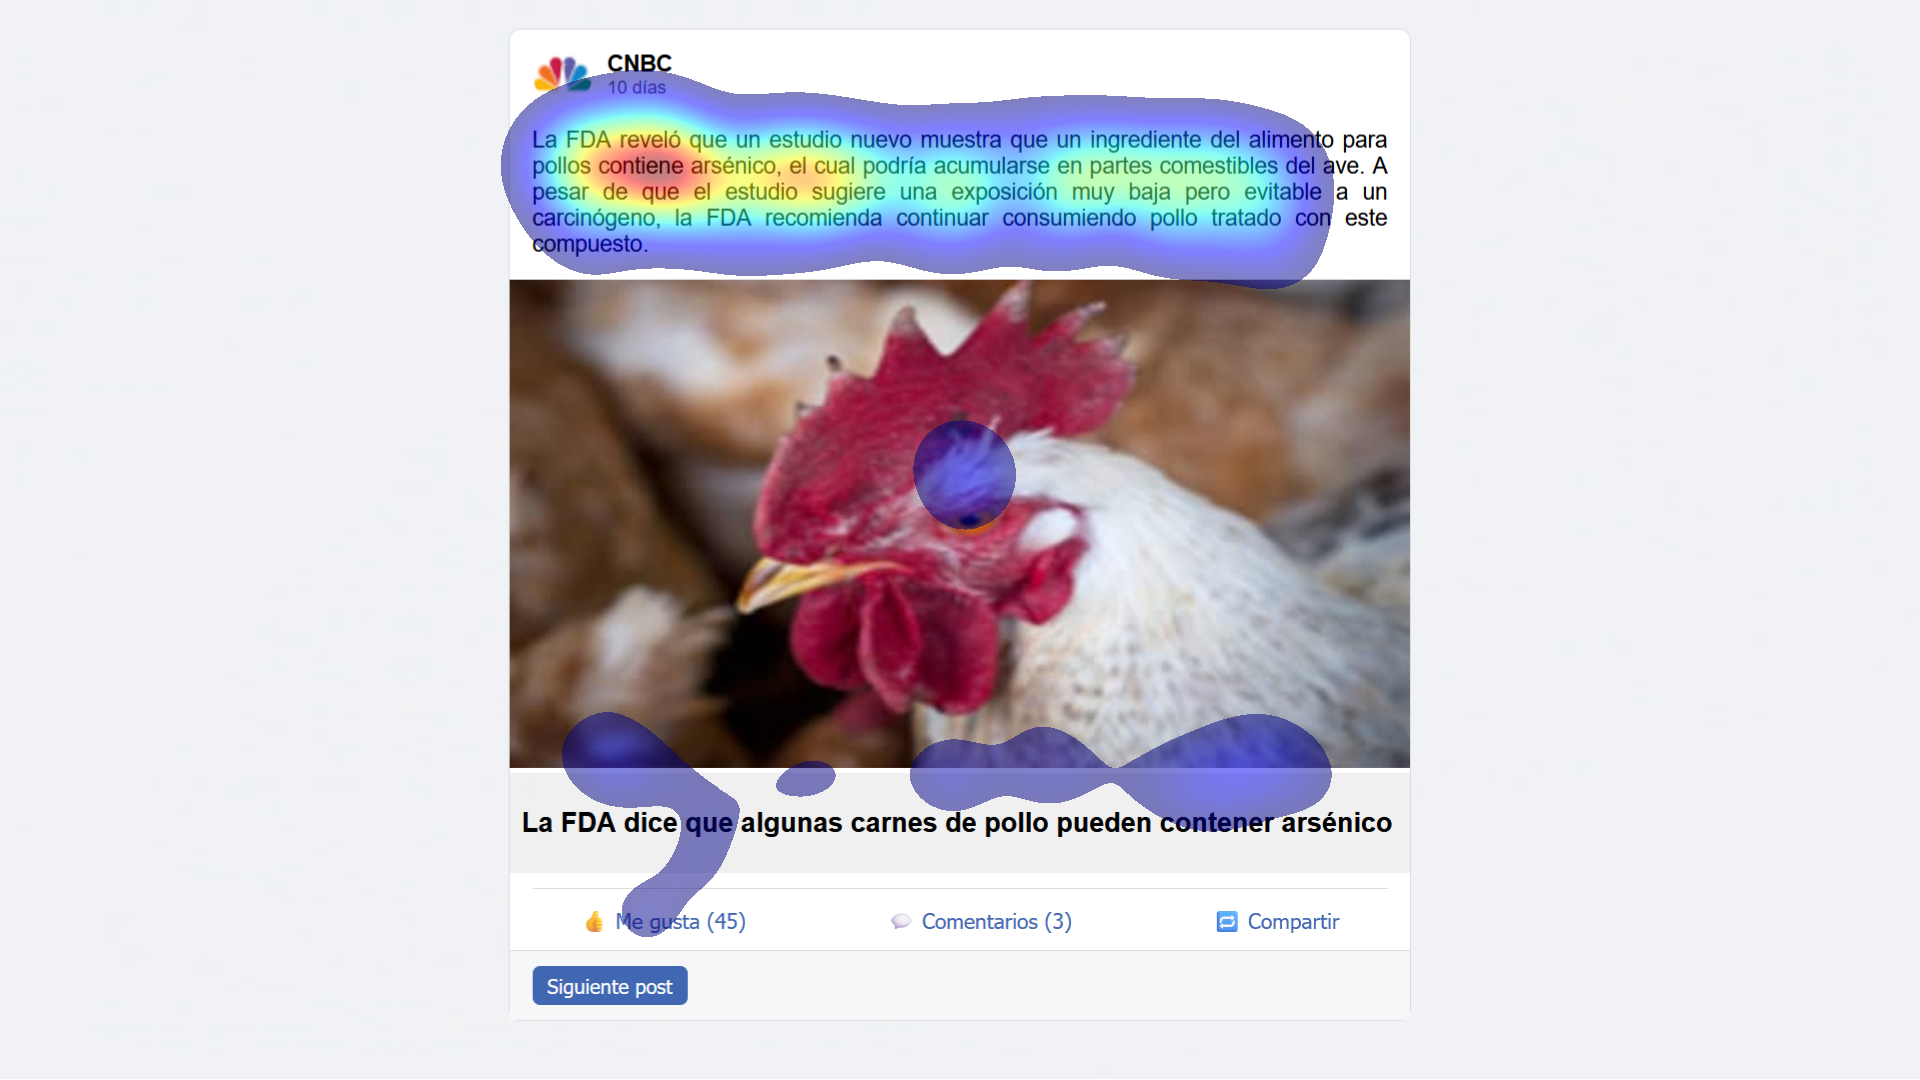 CNBC
10 días
La FDA reveló que un estudio nuevo muestra que un ingrediente del alimento para
pollos contiene arsénico, el cual podría acumularse en partes comestibles del ave. A
pesar de que el estudio sugiere una exposición muy baja pero evitable a un
carcinógeno, la FDA recomienda continuar consumiendo pollo tratado con este
compuesto.
La FDA dice que algunas carnes de pollo pueden contener arsénico
Me gusta (45) Comentarios (3) Compartir
Siguiente post